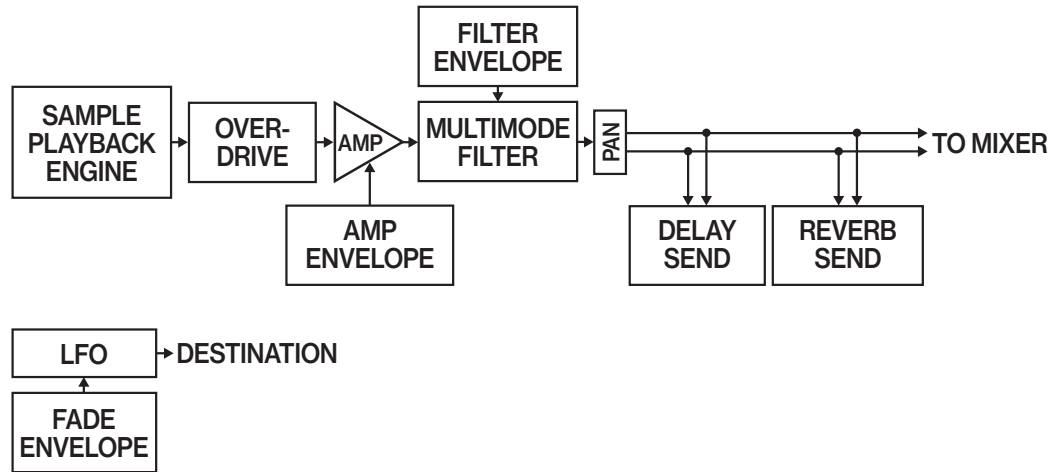 FILTER
ENVELOPE
SAMPLE
PLAYBACK
ENGINE
OVER-
DRIVE
AMP
MULTIMODE
FILTER
PAN
TO MIXER
AMP
ENVELOPE
DELAY
SEND
REVERB
SEND
LFO
DESTINATION
FADE
ENVELOPE